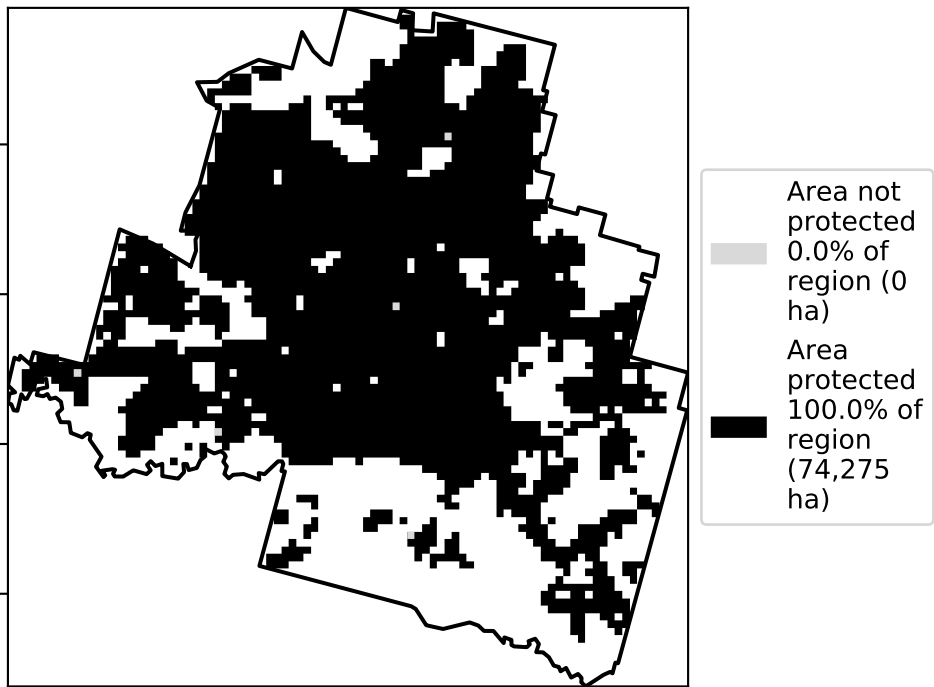 Area not
protected
0.0% of
region (0
ha)
Area
protected
100.0% of
region
(74,275
ha)